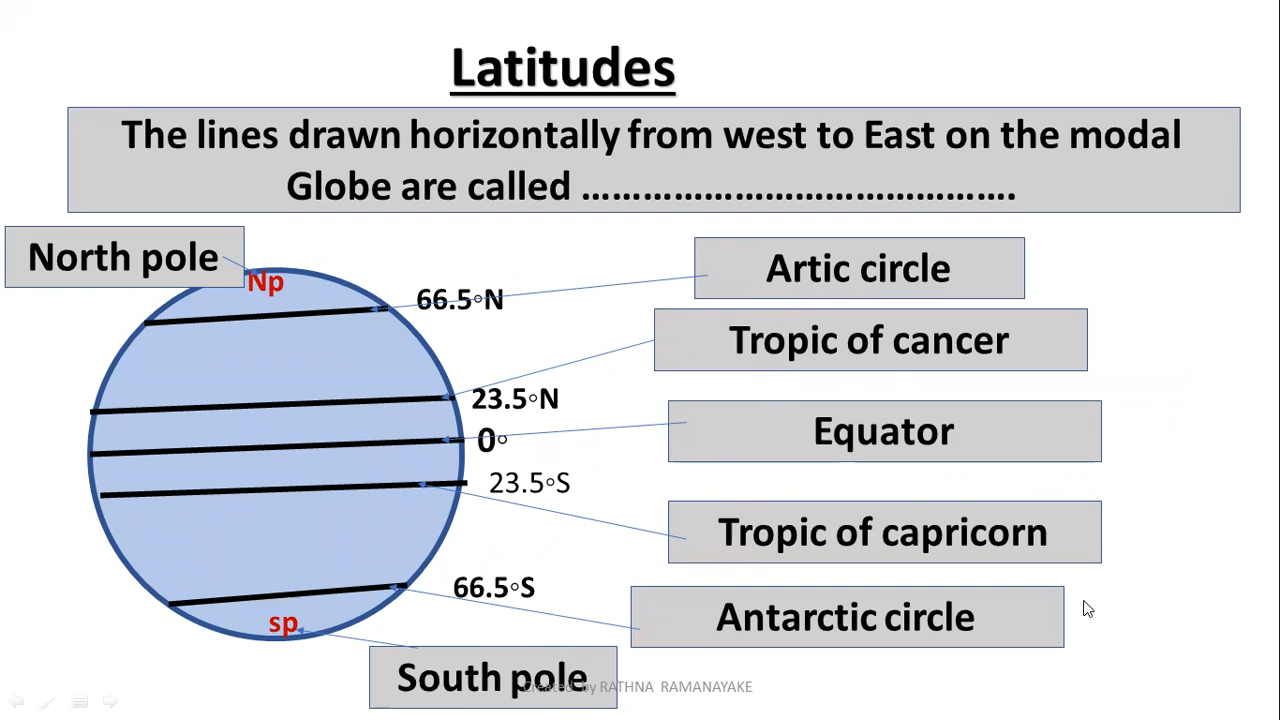 Latitudes
The lines drawn horizontally from west to East on the modal
Globe are called ……………………………………….
North pole
Np
66.5◦N
Artic circle
Tropic of cancer
23.5◦N
0◦
Equator
23.5◦S
Tropic of capricorn
66.5◦S
Antarctic circle
sp
South pole
Created by RATHNA RAMANAYAKE